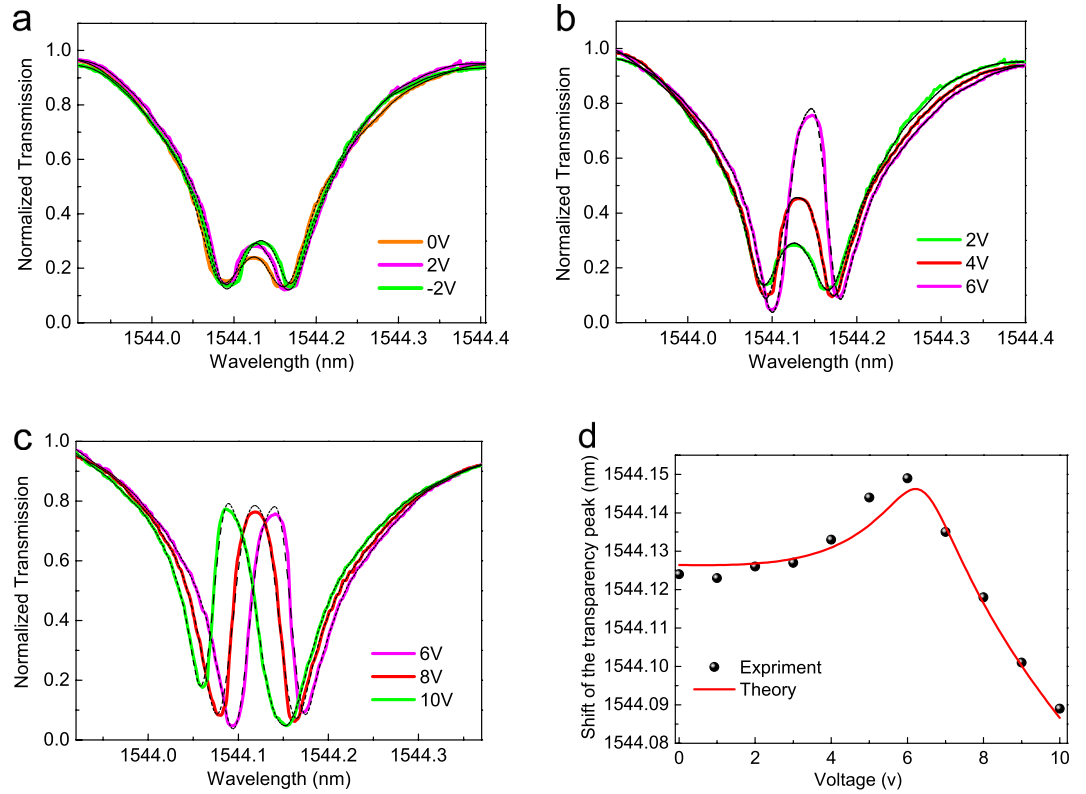 a
Normalized Transmission
1.0
0.8
0.6
0.4
0.2
0.0
0V
2V
-2V
1544.0 1544.1 1544.2 1544.3 1544.4
Wavelength (nm)
b
Normalized Transmission
1.0
0.8
0.6
0.4
0.2
0.0
2V
4V
6V
1544.0 1544.1 1544.2 1544.3 1544.4
Wavelength (nm)
c
Normalized Transmission
1.0
0.8
0.6
0.4
0.2
0.0
6V
8V
10V
1544.0 1544.1 1544.2 1544.3
Wavelength (nm)
d
Shift of the transparency peak (nm)
1544.15
1544.14
1544.13
1544.12
1544.11
1544.10
1544.09
1544.08
Expriment
Theory
0 2 4 6 8 10
Voltage (v)